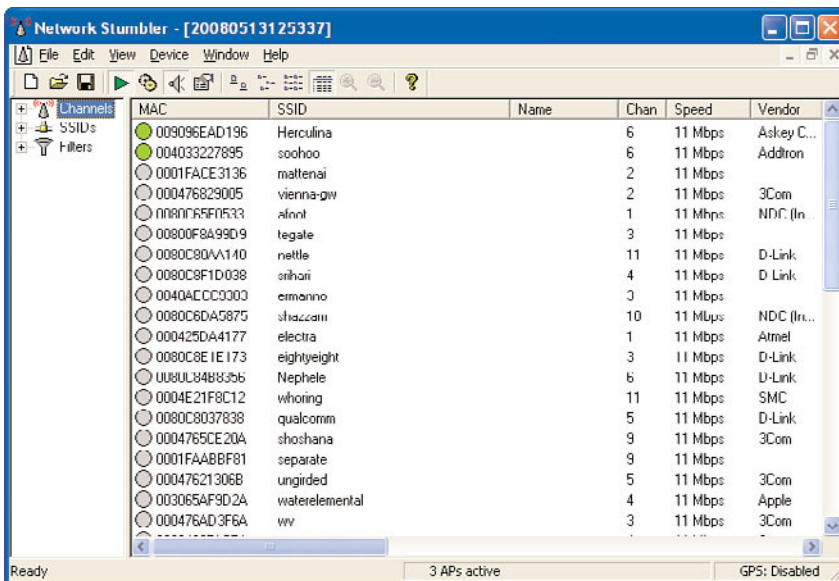 Network Stumbler - [20080513125337]
File Edit View Device Window Help
Channels
SSIDs
Filters
MAC SSID Name Chan Speed Vendor
009096EAD196 Herculina 6 11 Mbps Askey C...
004033227895 soohoo 6 11 Mbps Addtron
0001FACE3136 mattenai 2 11 Mbps
000476829005 vienna-gw 2 11 Mbps 3Com
0080C65F0533 afoot 1 11 Mbps NDC (In...
00800F8A99D9 tegate 3 11 Mbps
0080C80AA140 nettle 11 11 Mbps D-Link
0080C8F1D038 srihari 4 11 Mbps D-Link
ermanno 3 11 Mbps
0080C6DA5875 shazzam 10 11 Mbps NDC (In...
000425DA4177 electra 1 11 Mbps Atmel
0080C8E1E173 eightyeight 3 11 Mbps D-Link
0080C84B8356 Nephele 6 11 Mbps D-Link
0004E21F8C12 whoring 11 11 Mbps SMC
0080C8037838 qualcomm 5 11 Mbps D-Link
0004765CE20A shoshana 9 11 Mbps 3Com
0001FAABBF81 separate 9 11 Mbps
00047621306B ungirded 5 11 Mbps 3Com
003065AF9D2A waterelemental 4 11 Mbps Apple
000476AD3F6A wv 3 11 Mbps 3Com
Ready 3 APs active GPS: Disabled